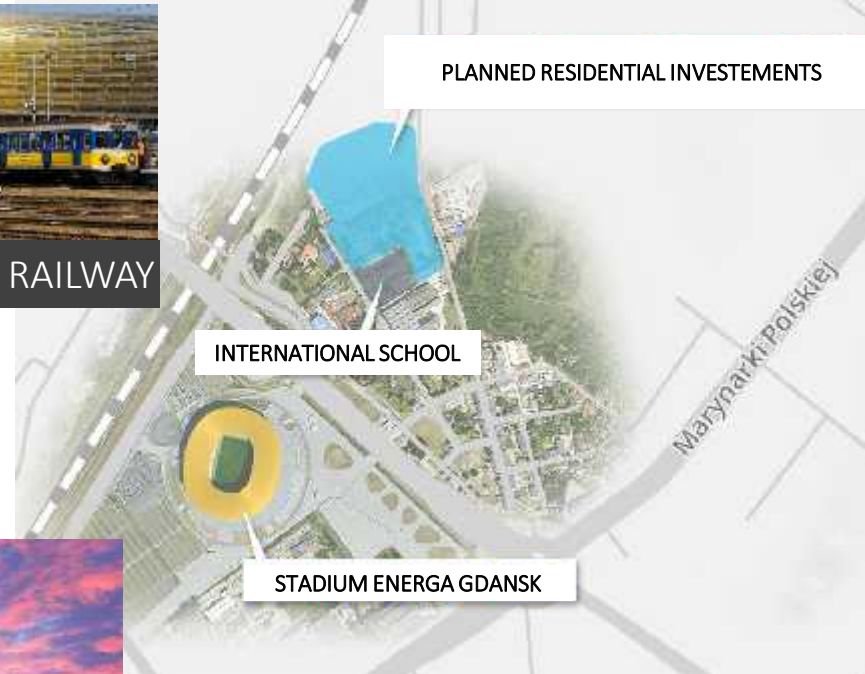 PLANNED RESIDENTIAL INVESTEMENTS
RAILWAY
INTERNATIONAL SCHOOL
Marynarki Polskiej
STADIUM ENERGA GDANSK